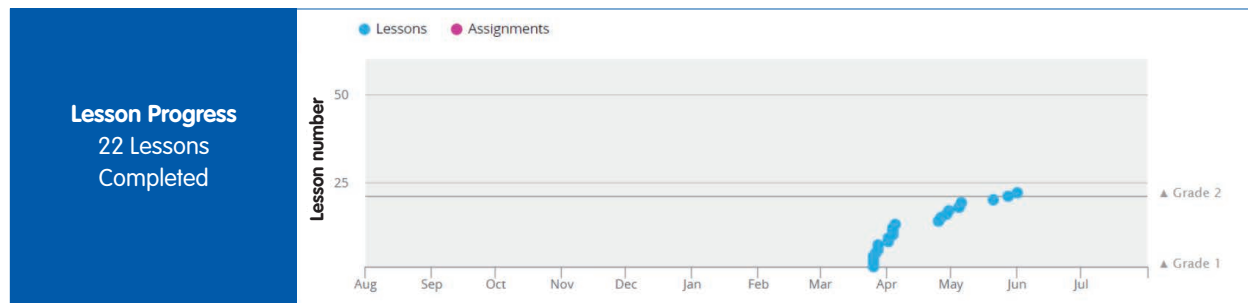 Lesson Progress
22 Lessons
Completed
Lessons
Assignments
Lesson number
50
25
▲ Grade 2
▲ Grade 1
Aug Sep Oct Nov Dec Jan Feb Mar Apr May Jun Jul